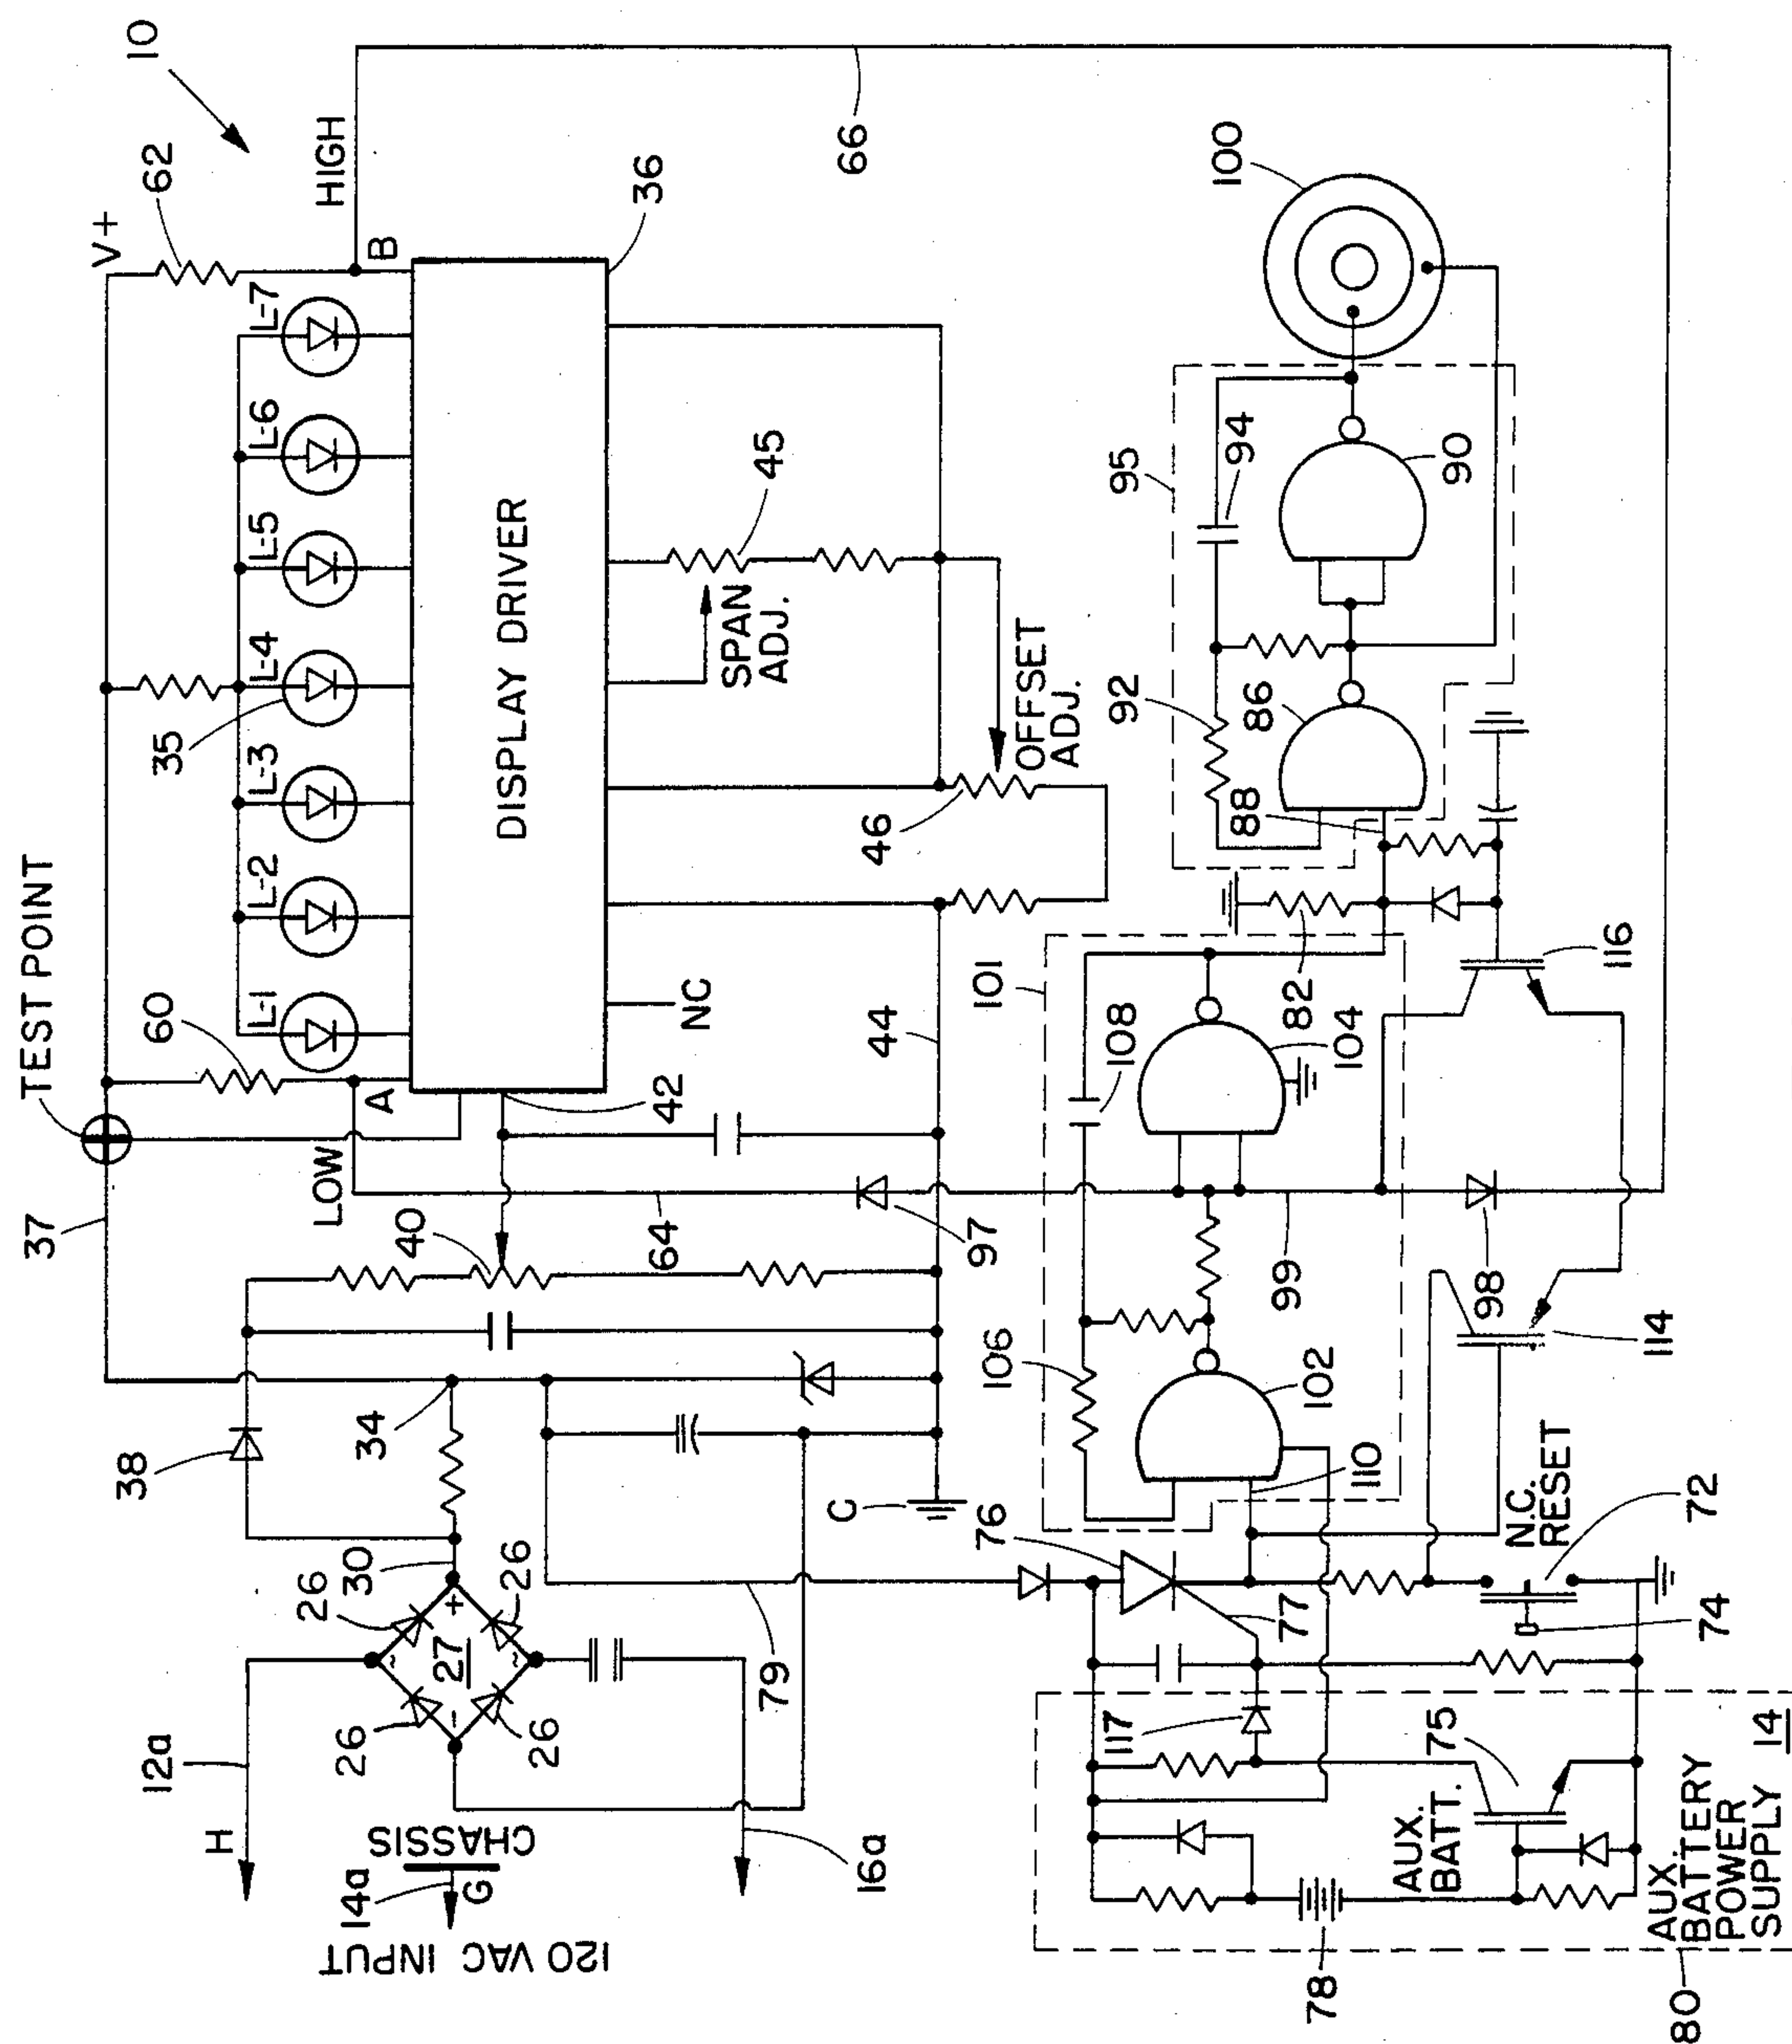 10
TEST POINT
V+
62
HIGH
37
60
L-1
L-2
L-3
L-4
L-5
L-6
L-7
35
A
B
LOW
DISPLAY DRIVER
36
66
12a
H
26
26
26
26
27
+
-
~
~
30
38
34
40
42
64
NC
44
45
SPAN
ADJ.
46
OFFSET
ADJ.
14a
G
CHASSIS
120 VAC INPUT
16a
79
C
97
76
77
106
108
101
102
104
110
99
98
82
88
86
92
94
95
90
100
114
116
N.C.
RESET
72
74
117
75
AUX.
BATT.
78
AUX.
BATTERY
POWER
SUPPLY
14
80